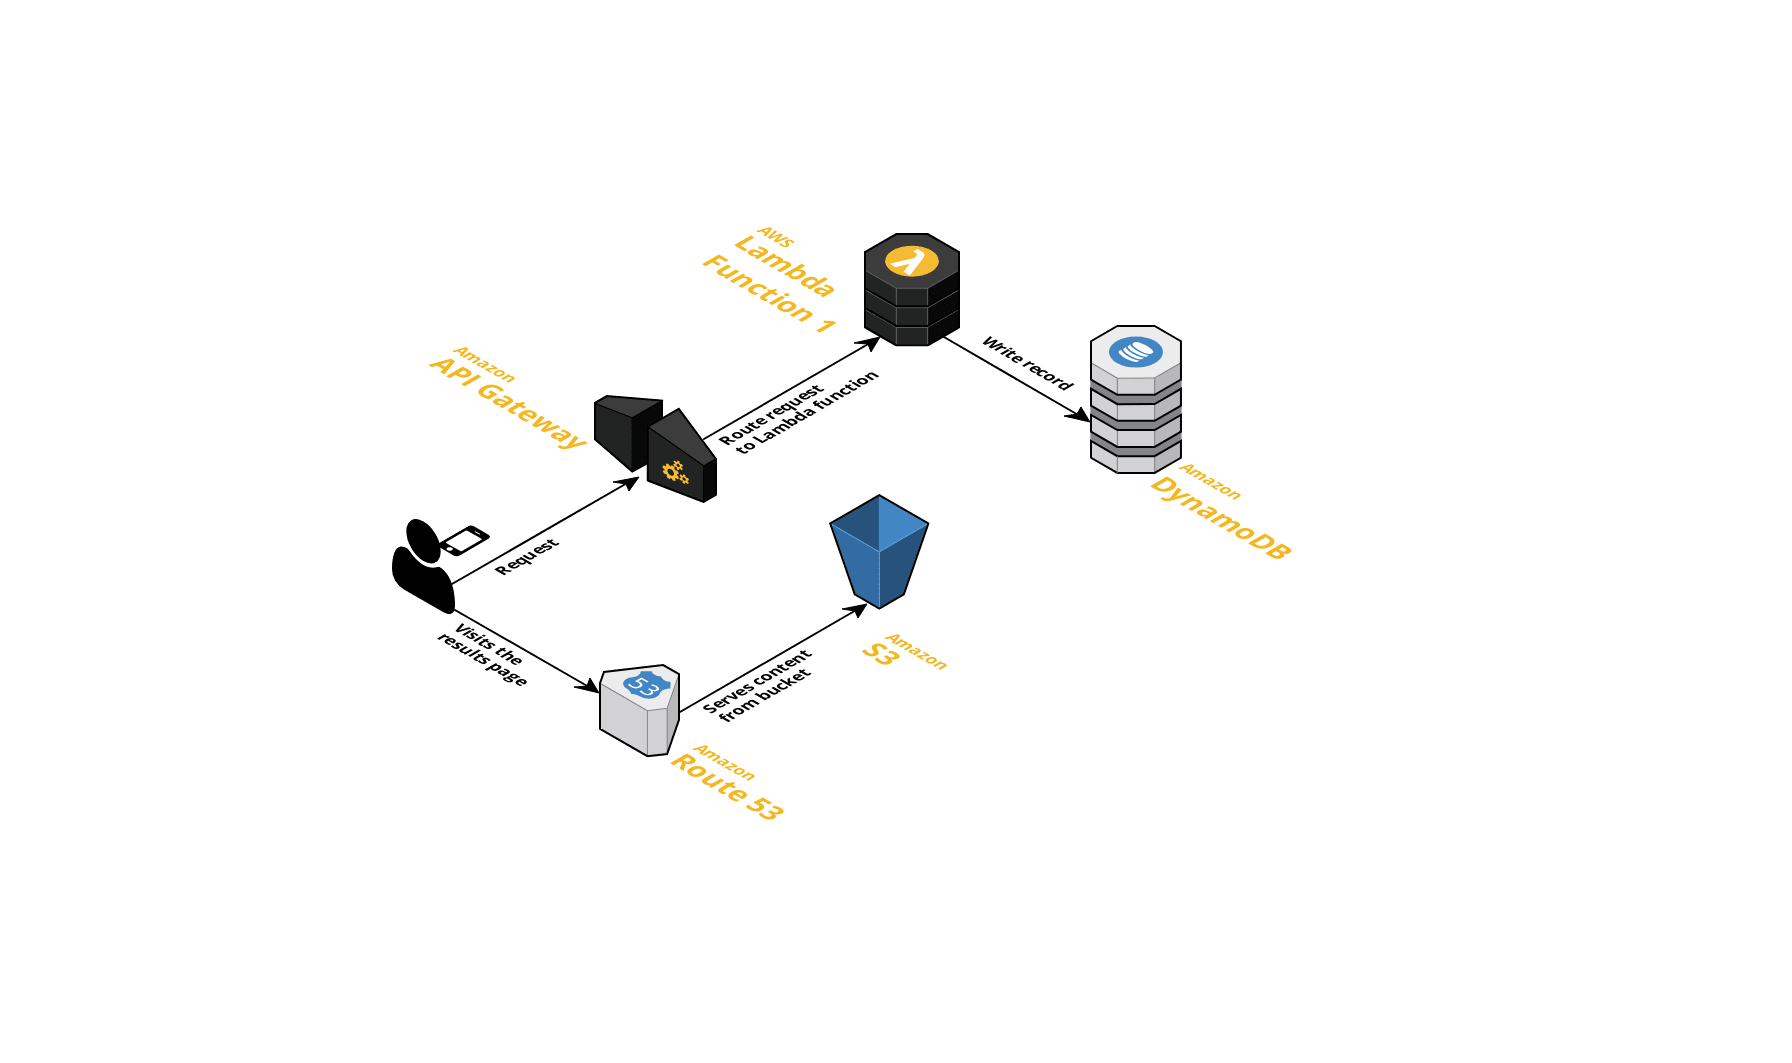 AWS
Lambda
Function 1
Write record
Amazon
API Gateway
Route request
to Lambda function
Amazon
DynamoDB
Request
Visits the
results page
Amazon
S3
53
Serves content
from bucket
Amazon
Route 53